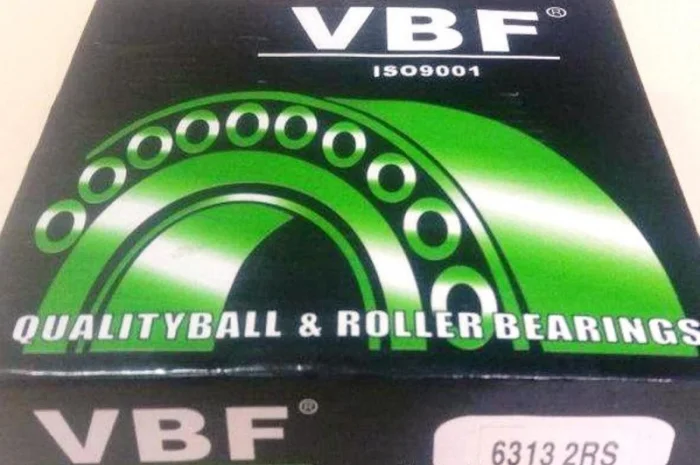 VBF®
ISO9001
QUALITYBALL & ROLLER BEARINGS
VBF®
6313 2RS